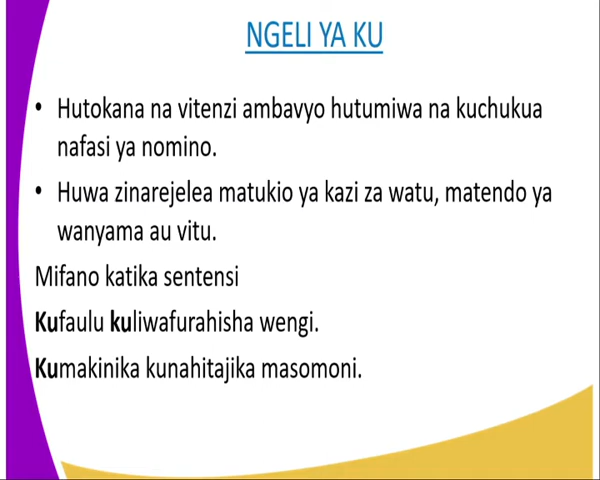 NGELI YA KU
• Hutokana na vitenzi ambavyo hutumiwa na kuchukua
nafasi ya nomino.
• Huwa zinarejelea matukio ya kazi za watu, matendo ya
wanyama au vitu.
Mifano katika sentensi
Kufaulu kuliwafurahisha wengi.
Kumakinika kunahitajika masomoni.